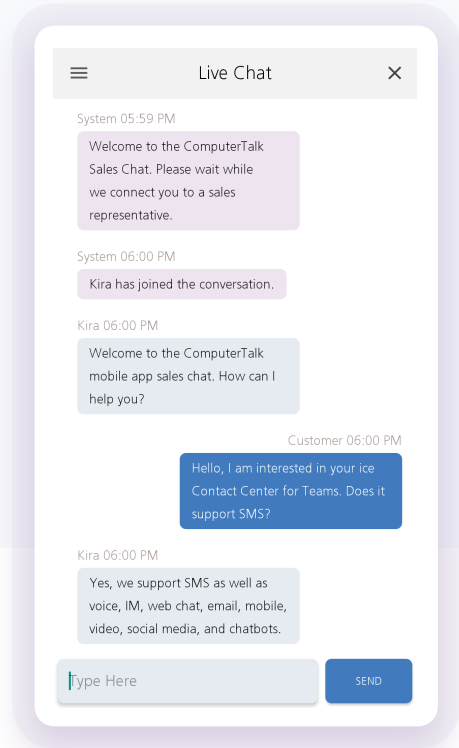 Live Chat
System 05:59 PM
Welcome to the ComputerTalk
Sales Chat. Please wait while
we connect you to a sales
representative.
System 06:00 PM
Kira has joined the conversation.
Kira 06:00 PM
Welcome to the ComputerTalk
mobile app sales chat. How can I
help you?
Customer 06:00 PM
Hello, I am interested in your ice
Contact Center for Teams. Does it
support SMS?
Kira 06:00 PM
Yes, we support SMS as well as
voice, IM, web chat, email, mobile,
video, social media, and chatbots.
Type Here
SEND